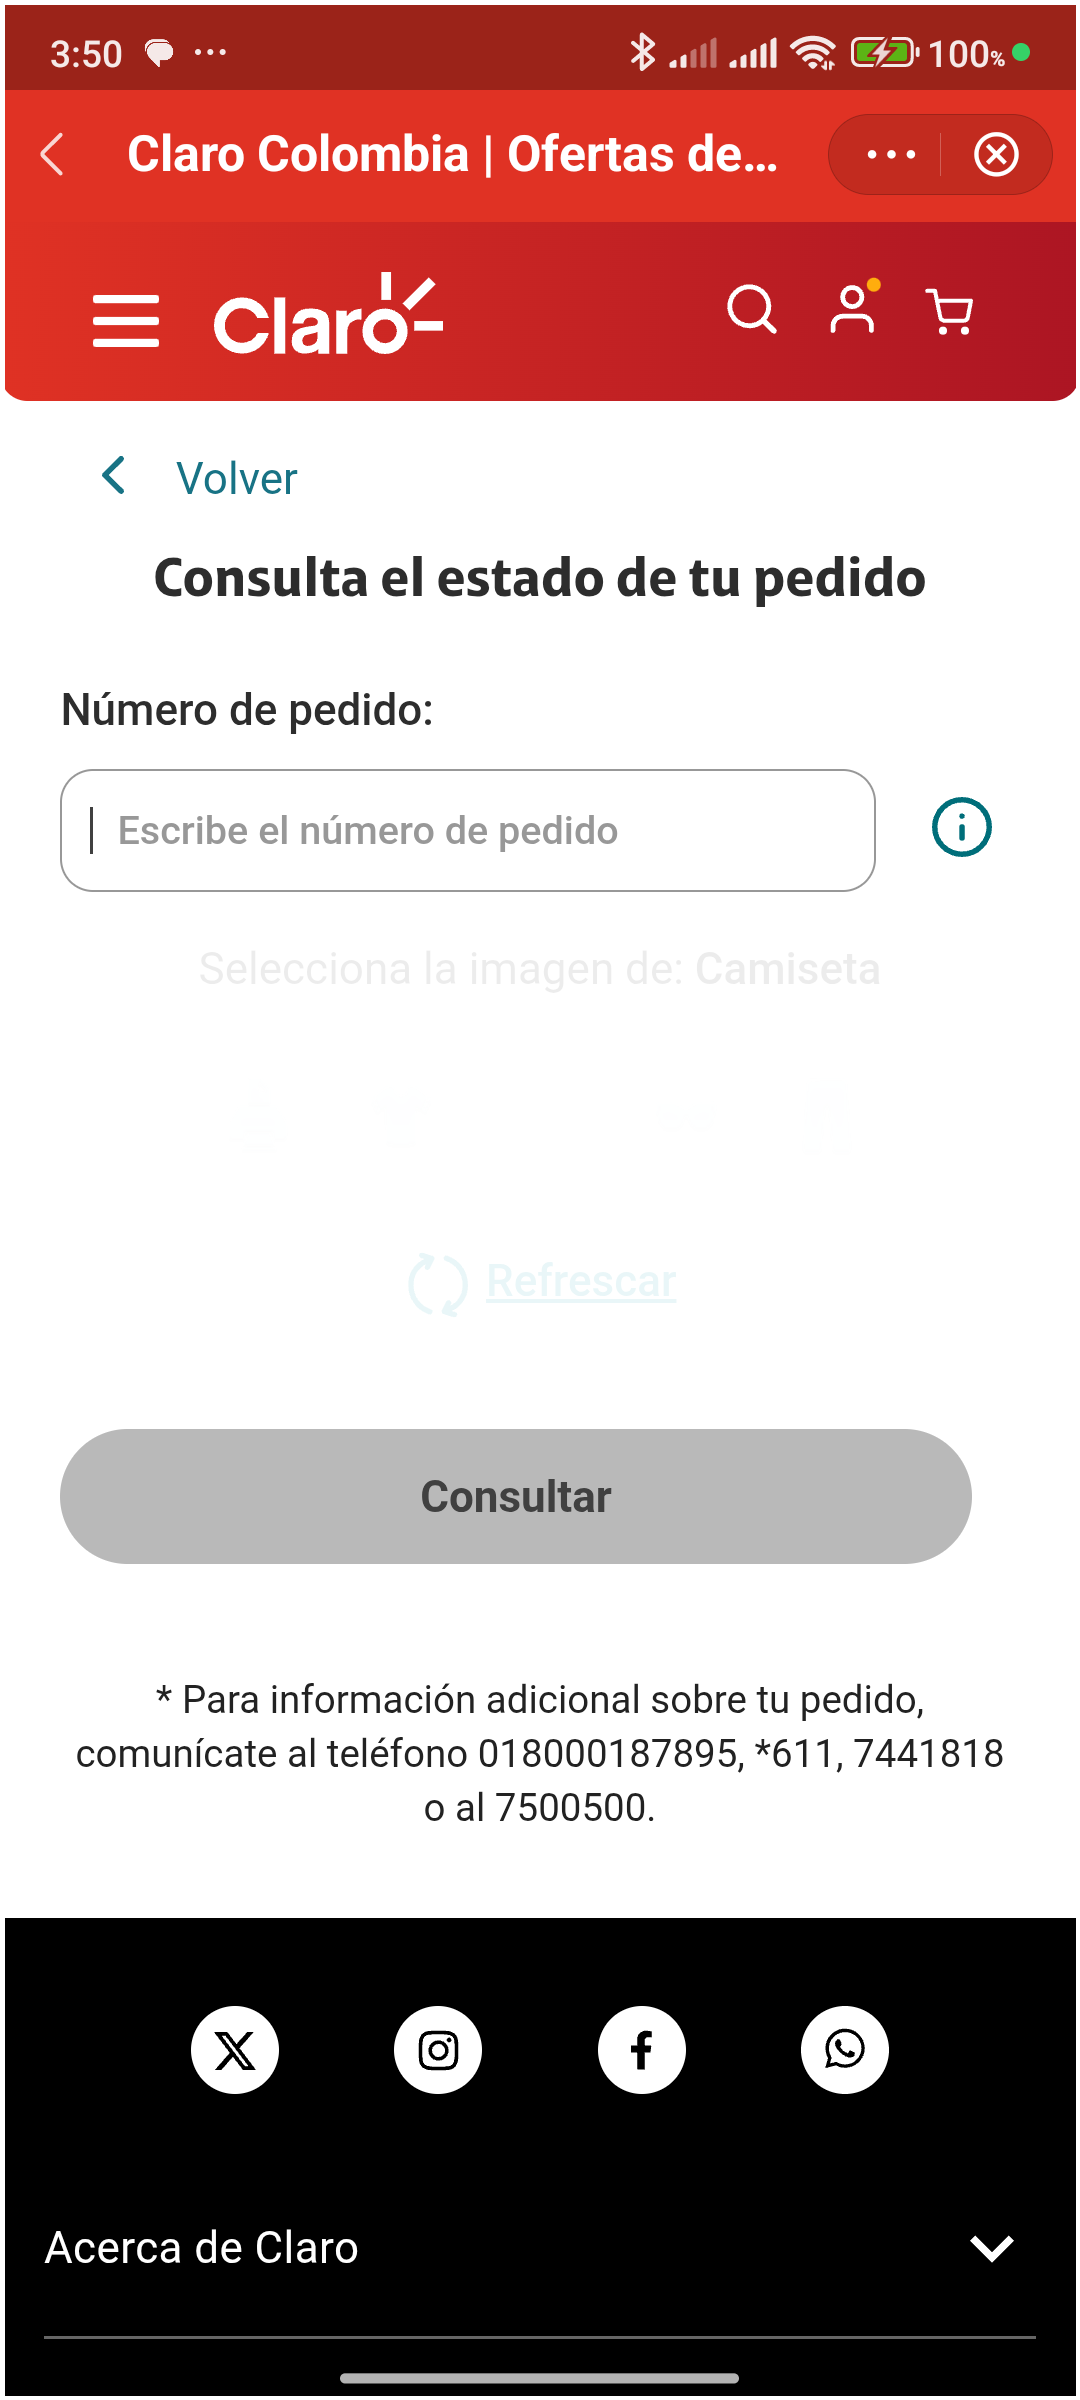 3:50
100%
Claro Colombia | Ofertas de...
Claro
Volver
Consulta el estado de tu pedido
Número de pedido:
Escribe el número de pedido
Selecciona la imagen de: Camiseta
Refrescar
Consultar
* Para información adicional sobre tu pedido,
comunícate al teléfono 018000187895, *611, 7441818
o al 7500500.
Acerca de Claro